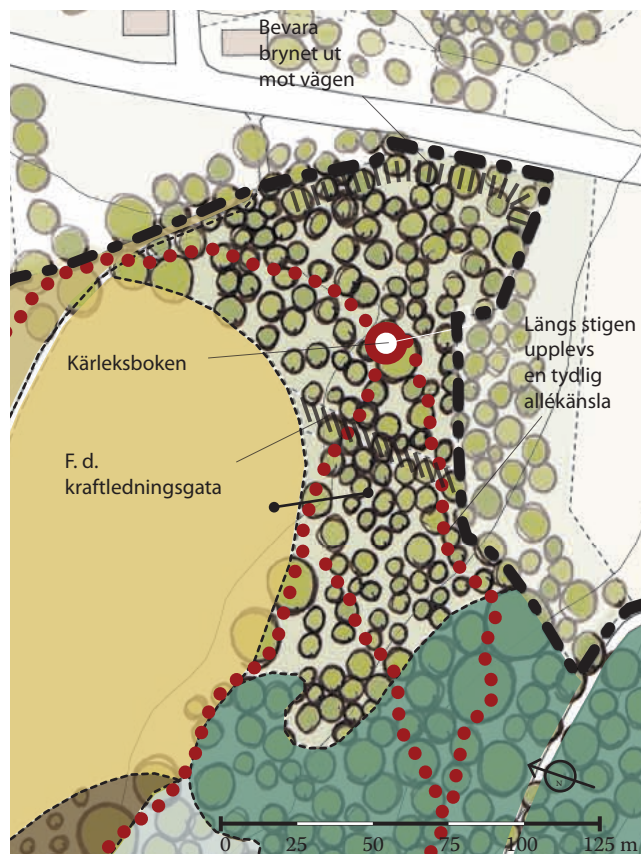 Bevara
brynet ut
mot vägen
Längs stigen
upplevs
en tydlig
allékänsla
Kärleksboken
F. d.
kraftledningsgata
N
0 25 50 75 100 125 m